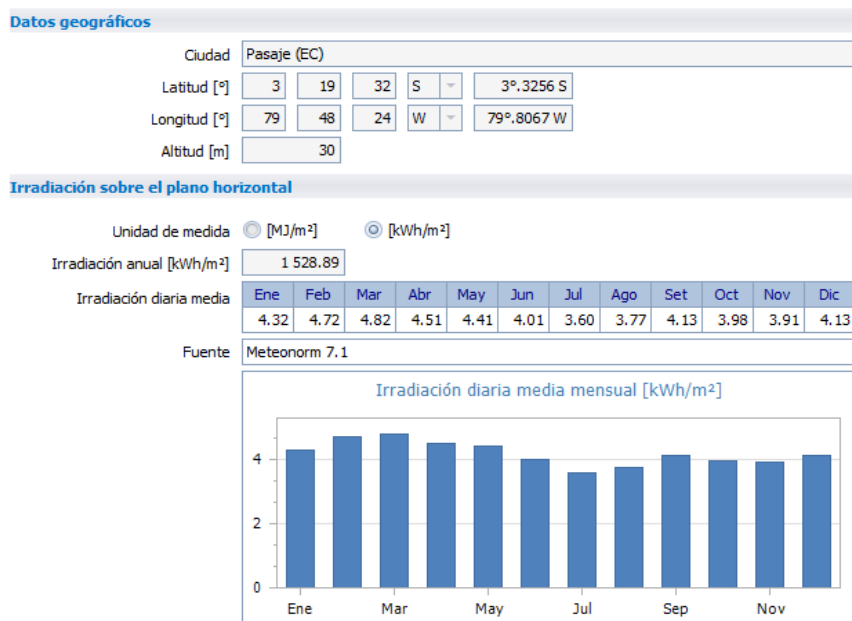 Datos geográficos
Ciudad Pasaje (EC)
Latitud [º] 3 19 32 S 3º.3256 S
Longitud [º] 79 48 24 W 79º.8067 W
Altitud [m] 30
Irradiación sobre el plano horizontal
Unidad de medida [MJ/m²] [kWh/m²]
Irradiación anual [kWh/m²] 1 528.89
Irradiación diaria media Ene Feb Mar Abr May Jun Jul Ago Set Oct Nov Dic
4.32 4.72 4.82 4.51 4.41 4.01 3.60 3.77 4.13 3.98 3.91 4.13
Fuente Meteonorm 7.1
Irradiación diaria media mensual [kWh/m²]
4
2
0
Ene Mar May Jul Sep Nov